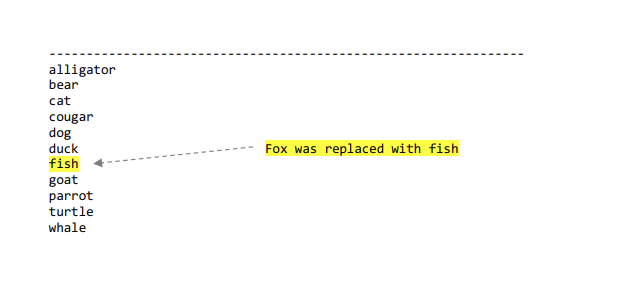 ----------------------------------------------------------------
alligator
bear
cat
cougar
dog
duck
fish
Fox was replaced with fish
goat
parrot
turtle
whale